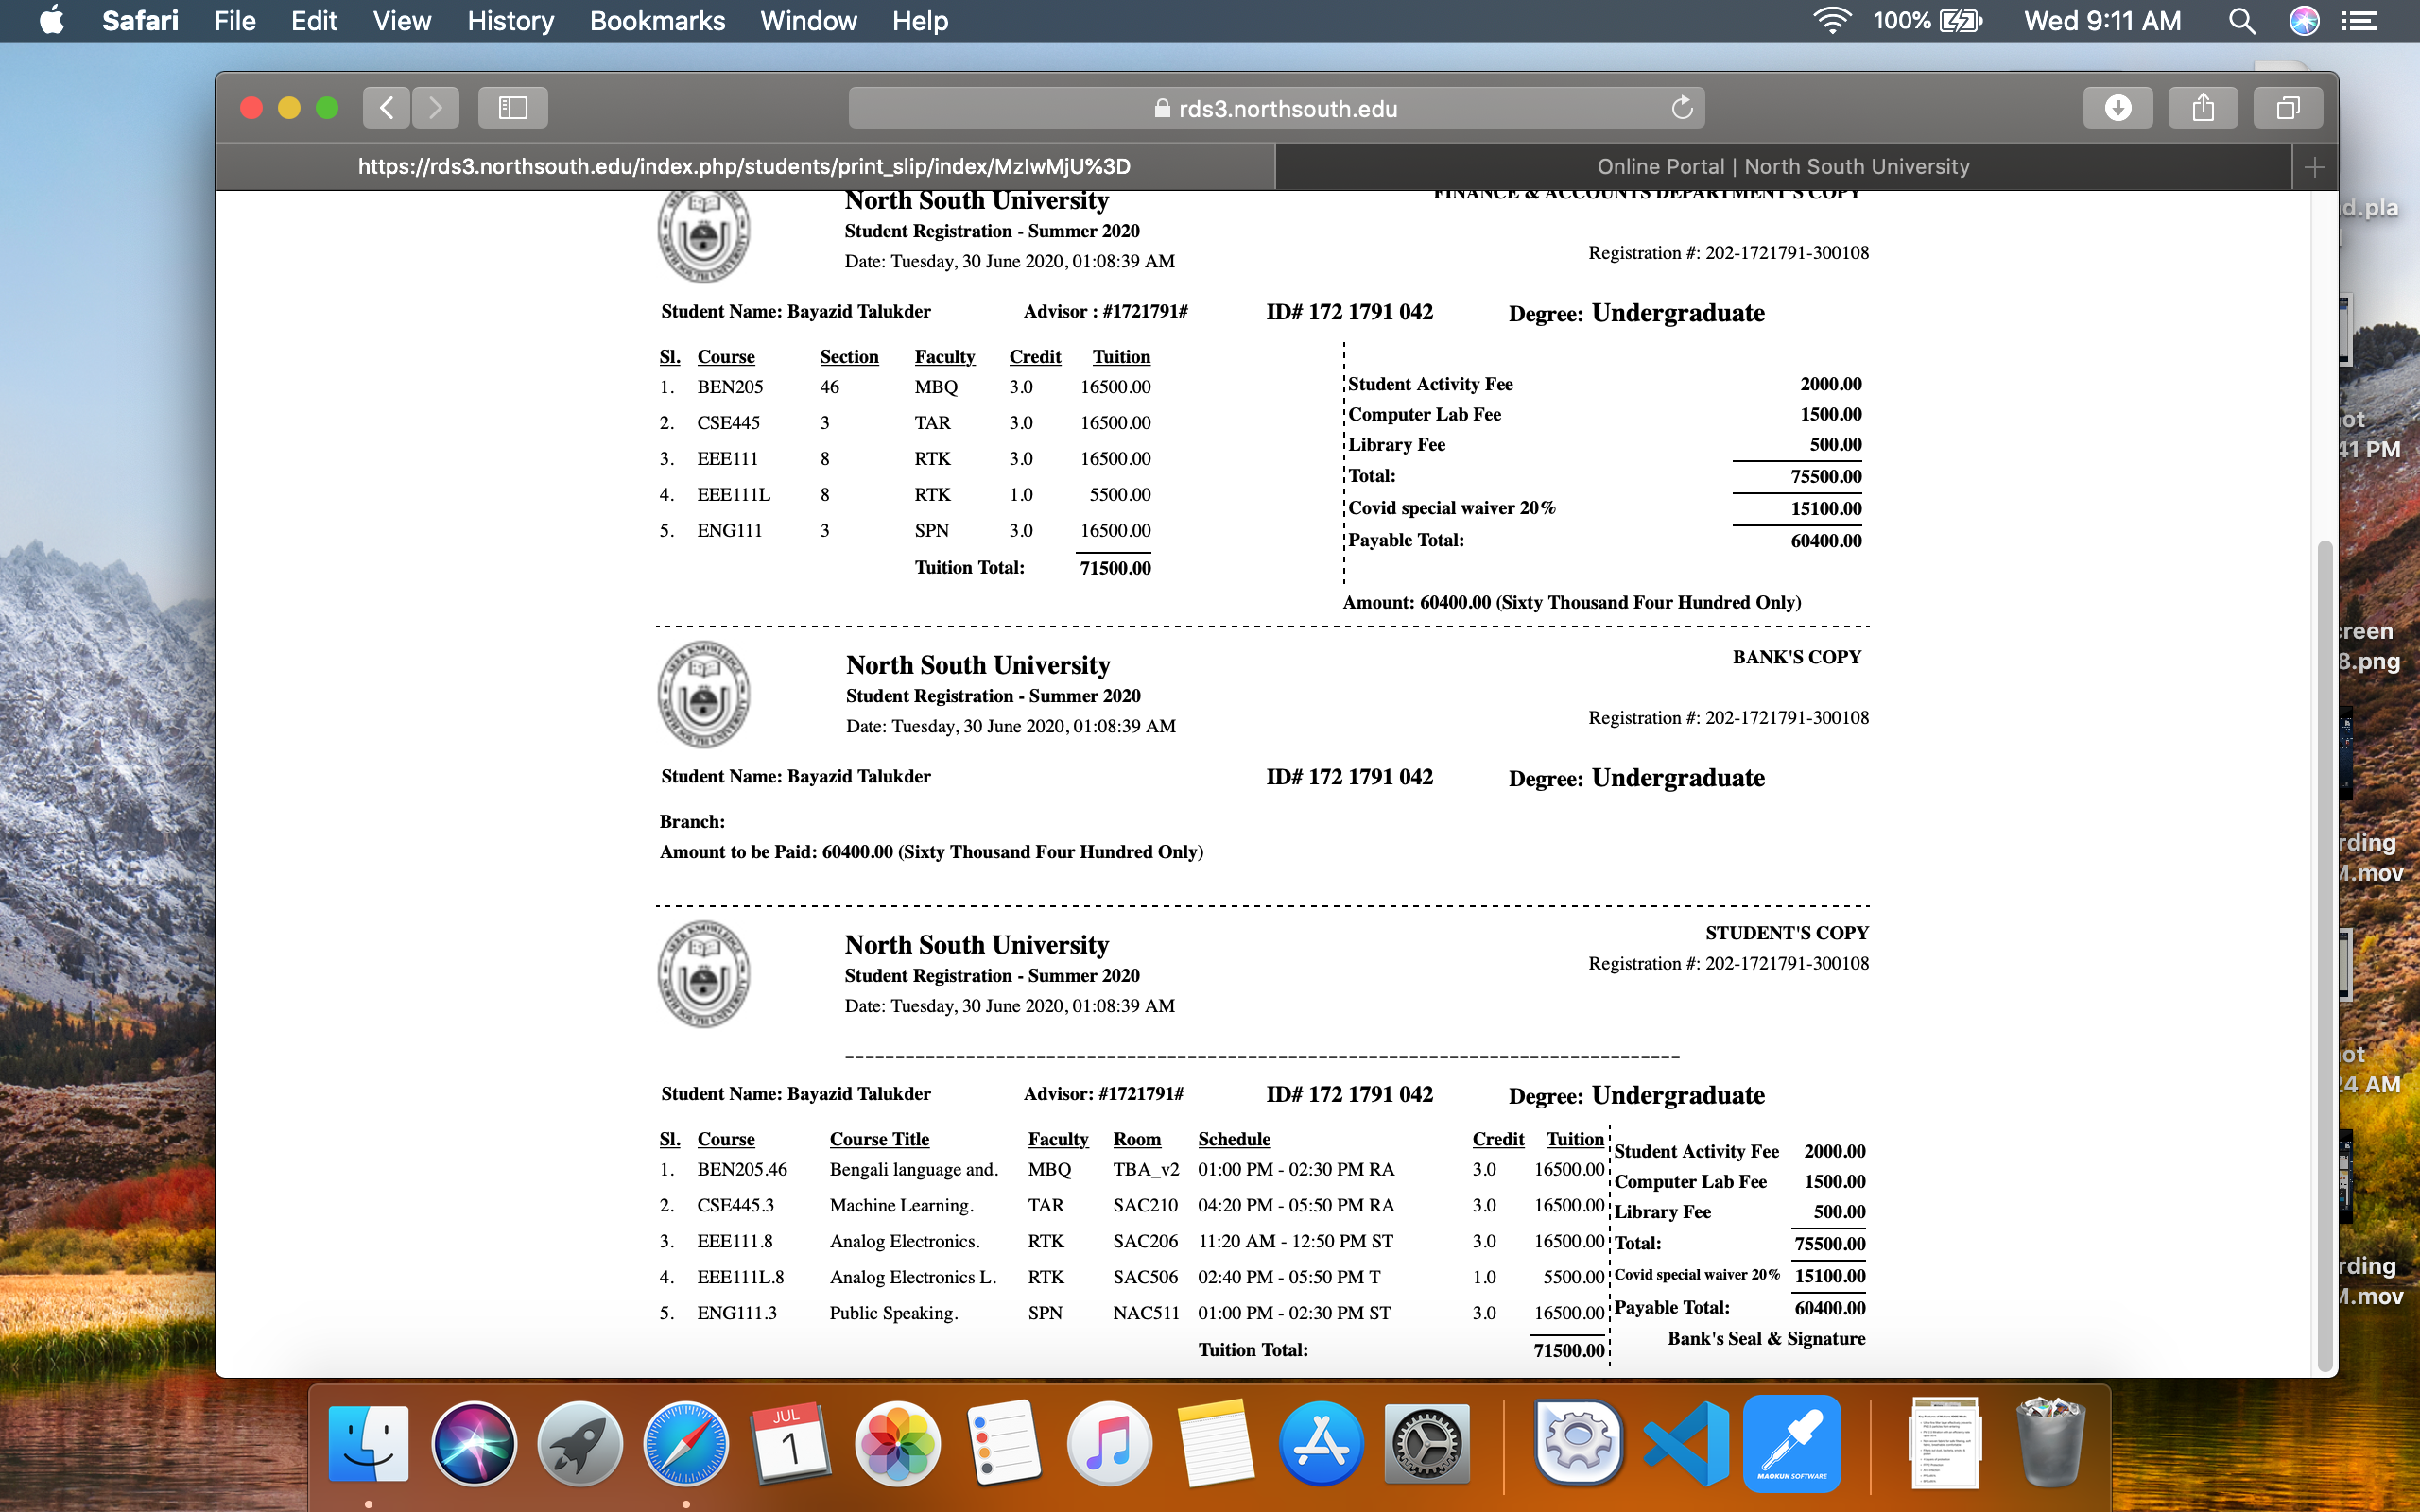 Safari File Edit View History Bookmarks Window Help 100% Wed 9:11 AM
rds3.northsouth.edu
https://rds3.northsouth.edu/index.php/students/print_slip/index/MzIwMjU%3D Online Portal | North South University
North South University FINANCE & ACCOUNTS DEPARTMENT'S COPY
Student Registration - Summer 2020
Date: Tuesday, 30 June 2020, 01:08:39 AM Registration #: 202-1721791-300108
Student Name: Bayazid Talukder Advisor : #1721791# ID# 172 1791 042 Degree: Undergraduate
Sl. Course Section Faculty Credit Tuition
1. BEN205 46 MBQ 3.0 16500.00
2. CSE445 3 TAR 3.0 16500.00
3. EEE111 8 RTK 3.0 16500.00
4. EEE111L 8 RTK 1.0 5500.00
5. ENG111 3 SPN 3.0 16500.00
Tuition Total: 71500.00
Student Activity Fee 2000.00
Computer Lab Fee 1500.00
Library Fee 500.00
Total: 75500.00
Covid special waiver 20% 15100.00
Payable Total: 60400.00
Amount: 60400.00 (Sixty Thousand Four Hundred Only)
North South University BANK'S COPY
Student Registration - Summer 2020
Date: Tuesday, 30 June 2020, 01:08:39 AM Registration #: 202-1721791-300108
Student Name: Bayazid Talukder ID# 172 1791 042 Degree: Undergraduate
Branch:
Amount to be Paid: 60400.00 (Sixty Thousand Four Hundred Only)
North South University STUDENT'S COPY
Student Registration - Summer 2020 Registration #: 202-1721791-300108
Date: Tuesday, 30 June 2020, 01:08:39 AM
Student Name: Bayazid Talukder Advisor: #1721791# ID# 172 1791 042 Degree: Undergraduate
Sl. Course Course Title Faculty Room Schedule Credit Tuition
1. BEN205.46 Bengali language and. MBQ TBA_v2 01:00 PM - 02:30 PM RA 3.0 16500.00
2. CSE445.3 Machine Learning. TAR SAC210 04:20 PM - 05:50 PM RA 3.0 16500.00
3. EEE111.8 Analog Electronics. RTK SAC206 11:20 AM - 12:50 PM ST 3.0 16500.00
4. EEE111L.8 Analog Electronics L. RTK SAC506 02:40 PM - 05:50 PM T 1.0 5500.00
5. ENG111.3 Public Speaking. SPN NAC511 01:00 PM - 02:30 PM ST 3.0 16500.00
Tuition Total: 71500.00
Student Activity Fee 2000.00
Computer Lab Fee 1500.00
Library Fee 500.00
Total: 75500.00
Covid special waiver 20% 15100.00
Payable Total: 60400.00
Bank's Seal & Signature
d.pla
ot
41 PM
creen
8.png
rding
M.mov
ot
24 AM
rding
M.mov
JUL
1
MAOKUN SOFTWARE